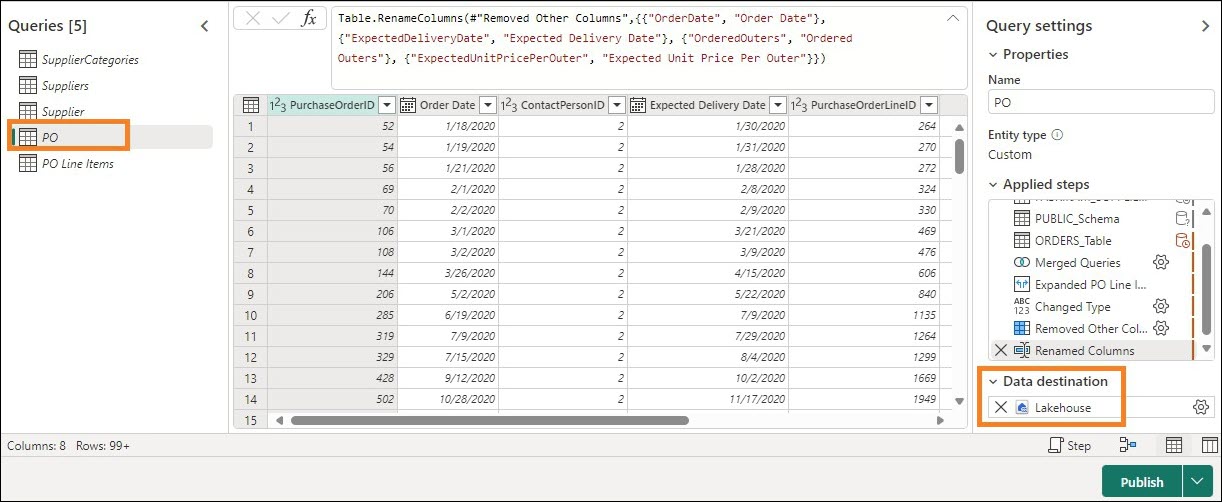 Queries [5]
SupplierCategories
Suppliers
Supplier
PO
PO Line Items
fx
Table.RenameColumns(#"Removed Other Columns",{{"OrderDate", "Order Date"},
{"ExpectedDeliveryDate", "Expected Delivery Date"}, {"OrderedOuters", "Ordered
Outers"}, {"ExpectedUnitPricePerOuter", "Expected Unit Price Per Outer"}})
123 PurchaseOrderID Order Date 123 ContactPersonID Expected Delivery Date 123 PurchaseOrderLineID
1 52 1/18/2020 2 1/30/2020 264
2 54 1/19/2020 2 1/31/2020 270
3 56 1/21/2020 2 1/28/2020 272
4 69 2/1/2020 2 2/8/2020 324
5 70 2/2/2020 2 2/9/2020 330
6 106 3/1/2020 2 3/21/2020 469
7 108 3/2/2020 2 3/9/2020 476
8 144 3/26/2020 2 4/15/2020 606
9 206 5/2/2020 2 5/22/2020 840
10 285 6/19/2020 2 7/9/2020 1135
11 319 7/9/2020 2 7/29/2020 1264
12 329 7/15/2020 2 8/4/2020 1299
13 428 9/12/2020 2 10/2/2020 1669
14 502 10/28/2020 2 11/17/2020 1949
15
Query settings
Properties
Name
PO
Entity type
Custom
Applied steps
PUBLIC_Schema
ORDERS_Table
Merged Queries
Expanded PO Line I...
ABC
123 Changed Type
Removed Other Col...
Renamed Columns
Data destination
Lakehouse
Columns: 8 Rows: 99+
Step
Publish